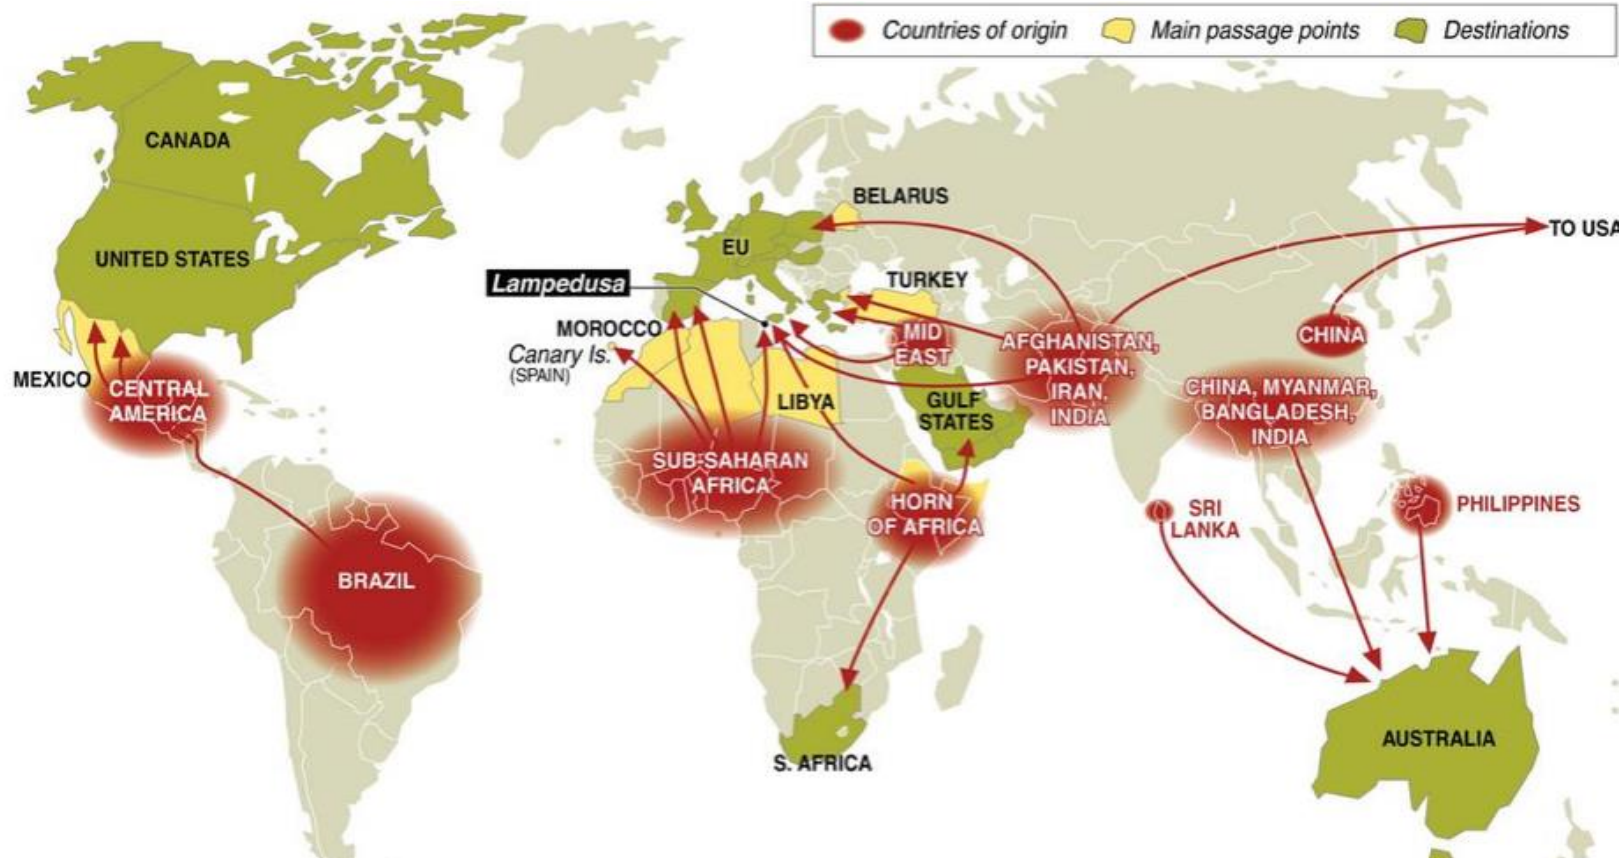 Countries of origin
Main passage points
Destinations
CANADA
UNITED STATES
MEXICO
CENTRAL
AMERICA
BRAZIL
Lampedusa
MOROCCO
Canary Is.
(SPAIN)
EU
BELARUS
TURKEY
MID
EAST
LIBYA
GULF
STATES
SUB-SAHARAN
AFRICA
HORN
OF AFRICA
S. AFRICA
AFGHANISTAN,
PAKISTAN,
IRAN,
INDIA
TO USA
CHINA
CHINA, MYANMAR,
BANGLADESH,
INDIA
SRI
LANKA
PHILIPPINES
AUSTRALIA